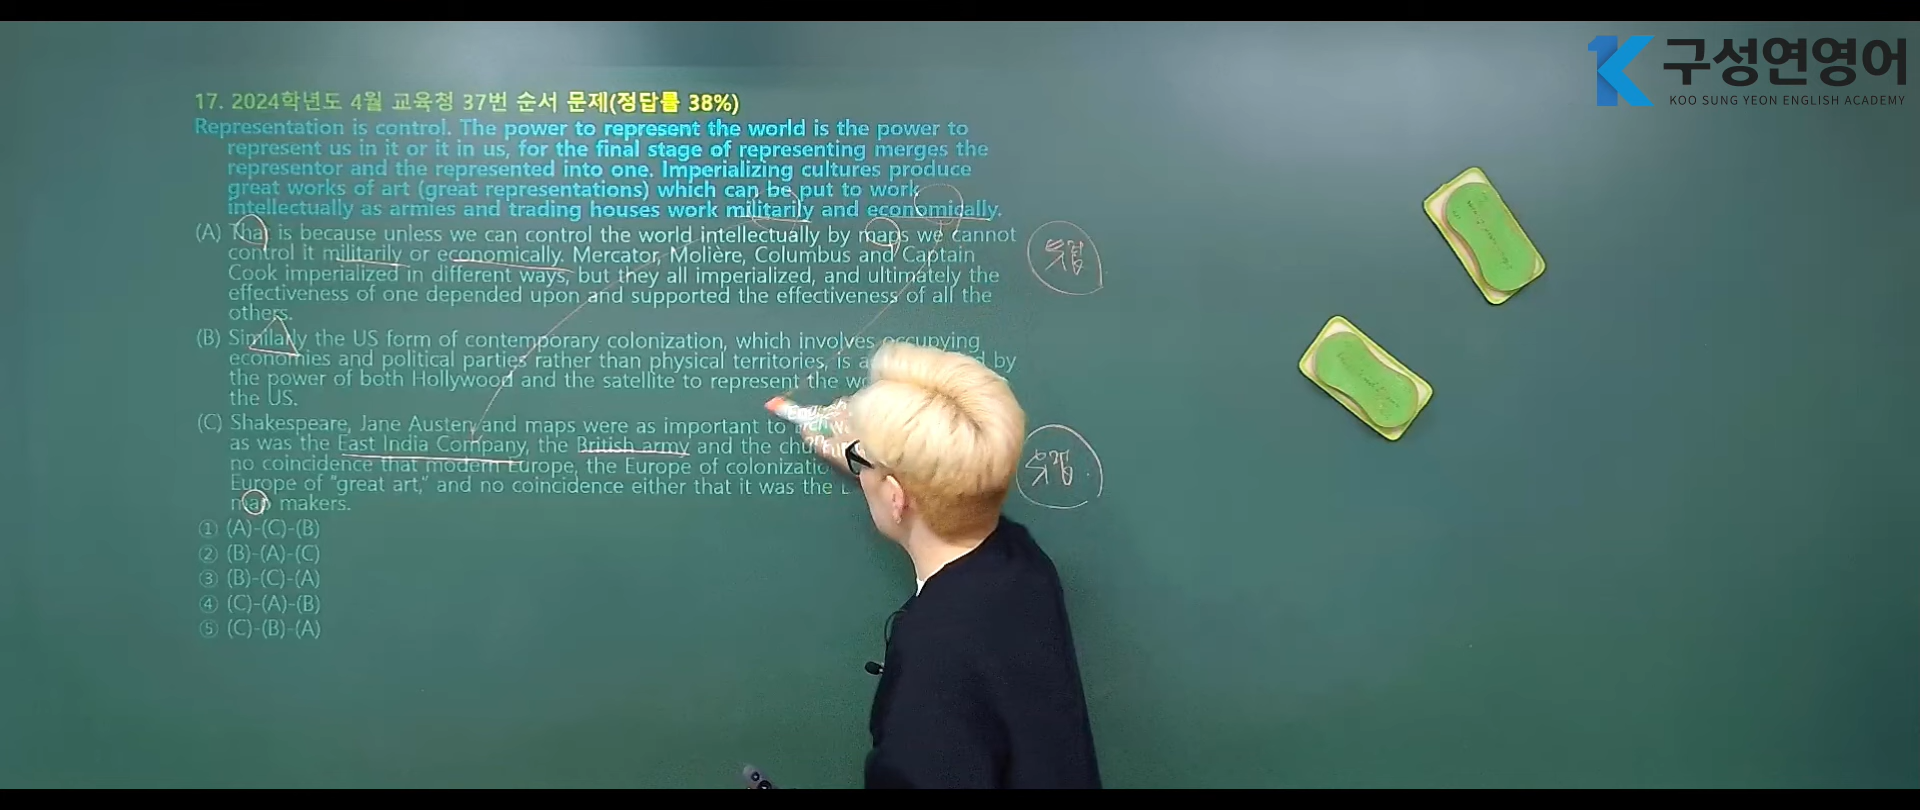 구성연영어
KOO SUNG YEON ENGLISH ACADEMY
17. 2024학년도 4월 교육청 37번 순서 문제(정답률 38%)
Representation is control. The power to represent the world is the power to
represent us in it or it in us, for the final stage of representing merges the
representor and the represented into one. Imperializing cultures produce
great works of art (great representations) which can be put to work
intellectually as armies and trading houses work militarily and economically.
(A) That is because unless we can control the world intellectually by maps we cannot
control it militarily or economically. Mercator, Molière, Columbus and Captain
Cook imperialized in different ways, but they all imperialized, and ultimately the
effectiveness of one depended upon and supported the effectiveness of all the
others.
(B) Similarly the US form of contemporary colonization, which involves occupying
economies and political parties rather than physical territories, is by
the power of both Hollywood and the satellite to represent the
the US.
(C) Shakespeare, Jane Austen and maps were as important to
as was the East India Company, the British army and the
no coincidence that modern Europe, the Europe of
Europe of "great art," and no coincidence either that it was the
map makers.
① (A)-(C)-(B)
② (B)-(A)-(C)
③ (B)-(C)-(A)
④ (C)-(A)-(B)
⑤ (C)-(B)-(A)